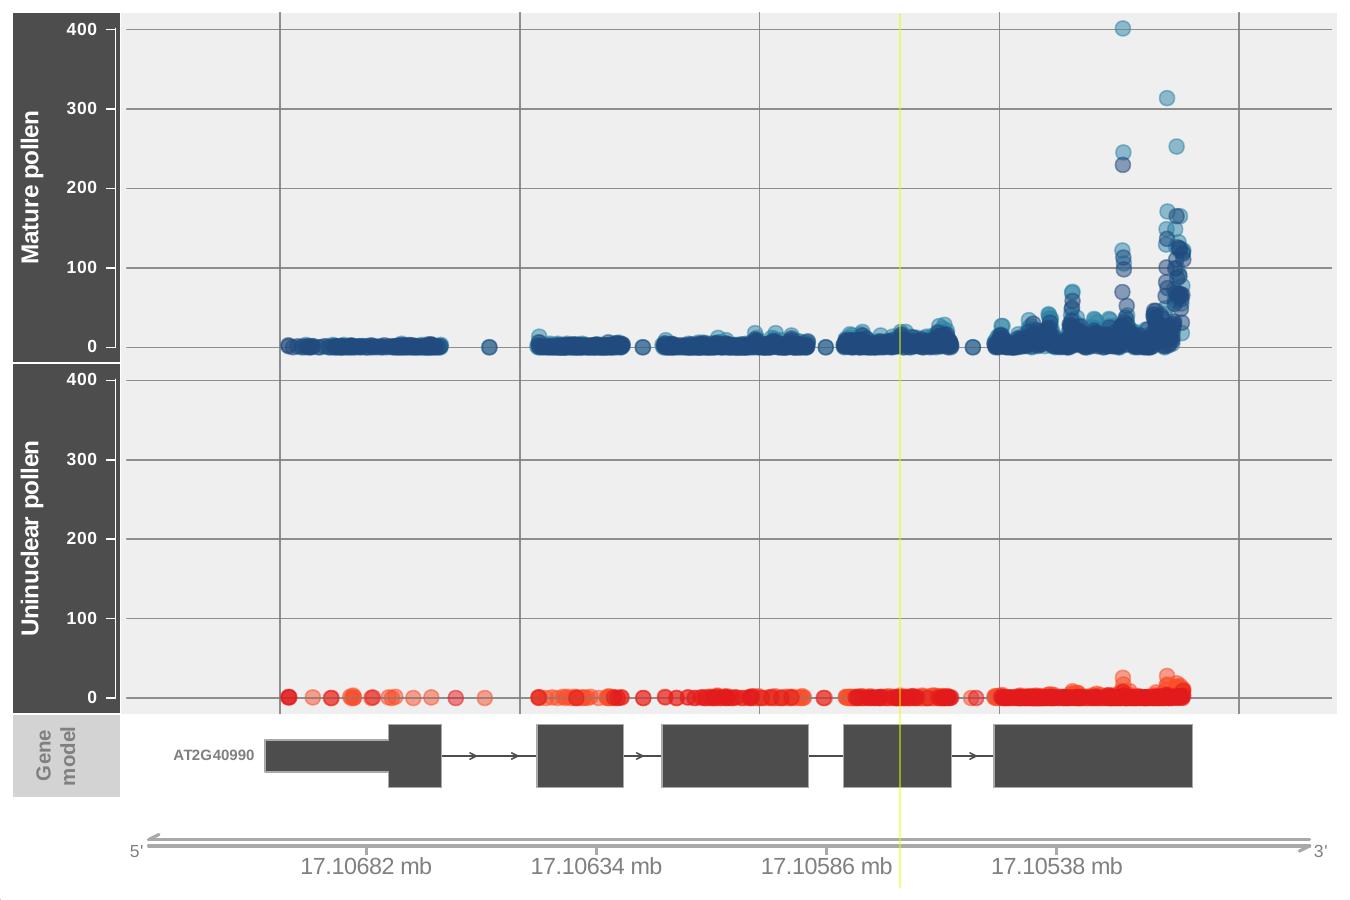 Mature pollen
400
300
200
100
0
Uninuclear pollen
400
300
200
100
0
Gene
model
AT2G40990
5'
3'
17.10682 mb
17.10634 mb
17.10586 mb
17.10538 mb